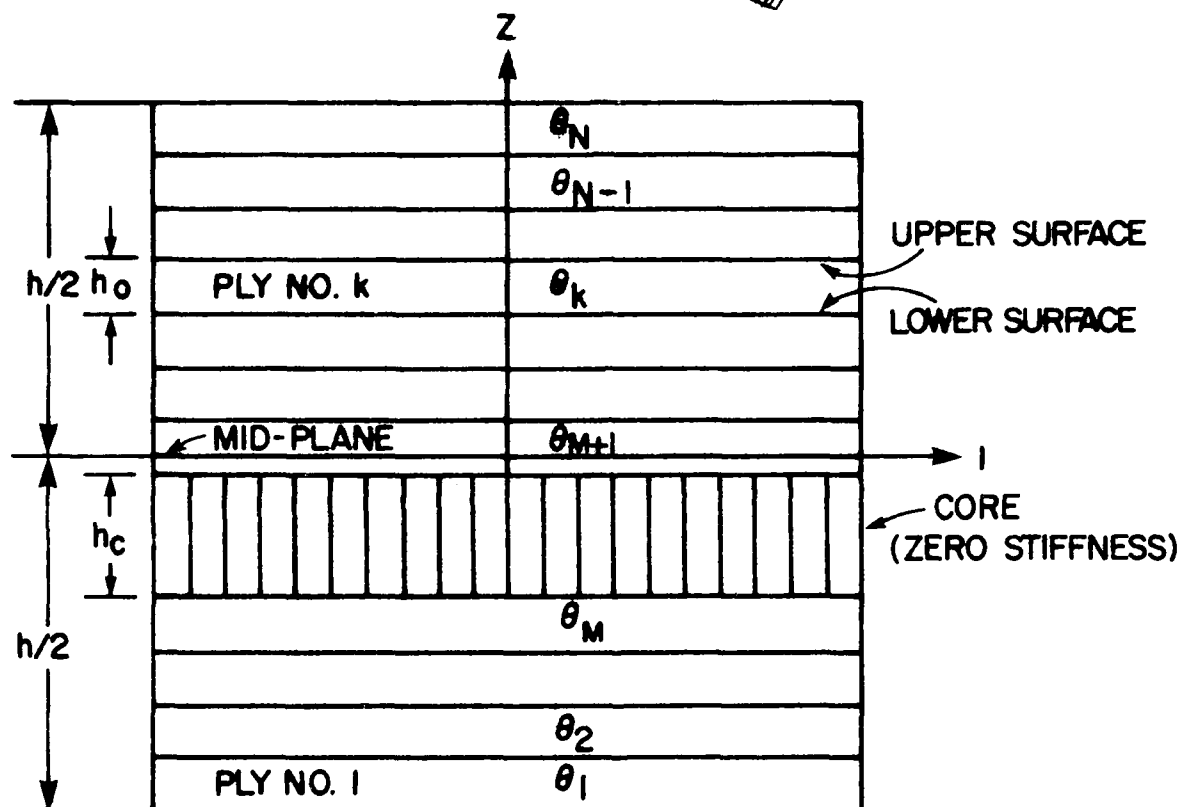 Z
θN
θN-1
UPPER SURFACE
h/2 ho PLY NO. k θk
LOWER SURFACE
MID-PLANE θM+1
1
CORE
(ZERO STIFFNESS)
hc
θM
h/2
θ2
PLY NO. 1 θ1